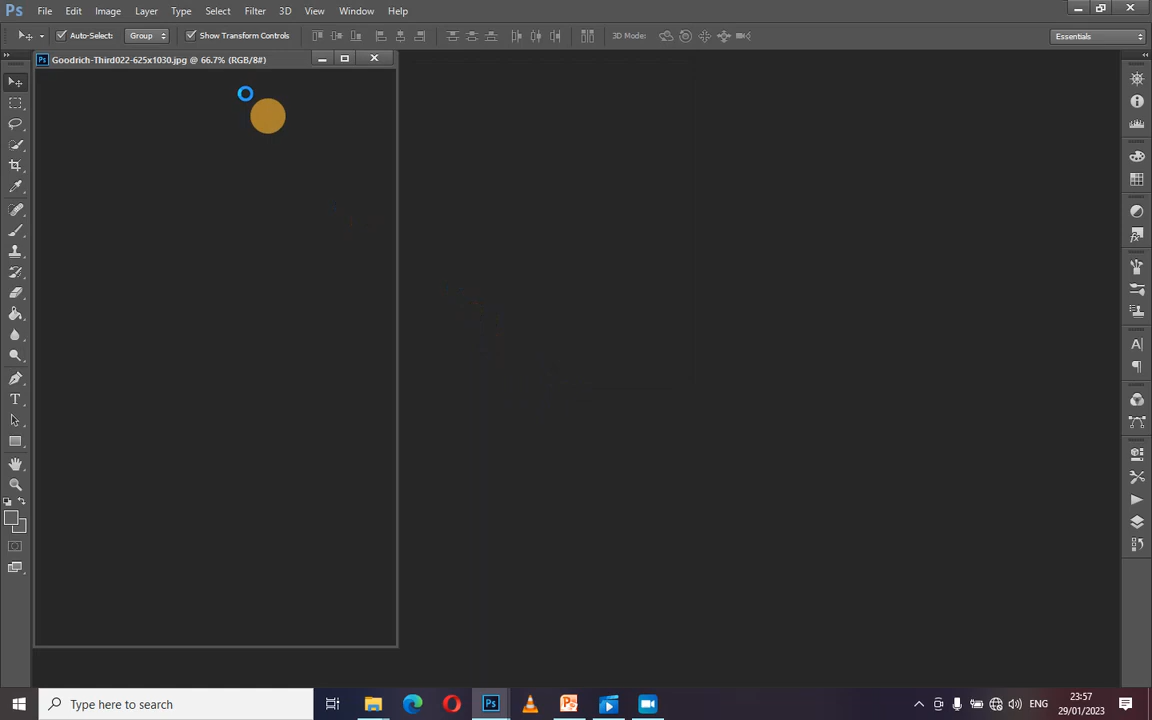 Ps File Edit Image Layer Type Select Filter 3D View Window Help
Auto-Select: Group Show Transform Controls 3D Mode: Essentials
Ps Goodrich-Third022-625x1030.jpg @ 66.7% (RGB/8#)
Type here to search
ENG
23:57
29/01/2023